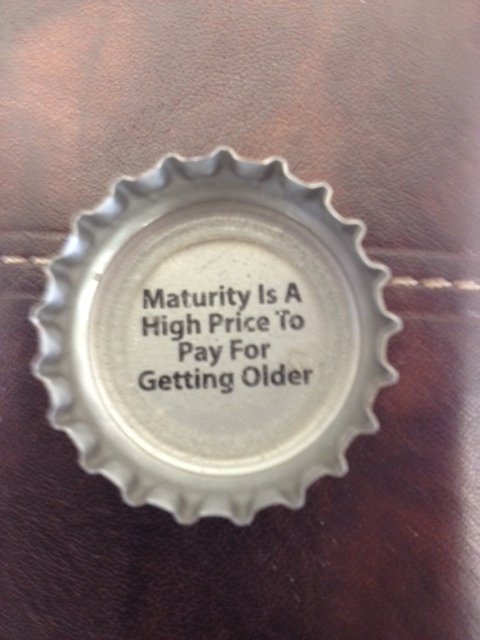 Maturity Is A
High Price To
Pay For
Getting Older